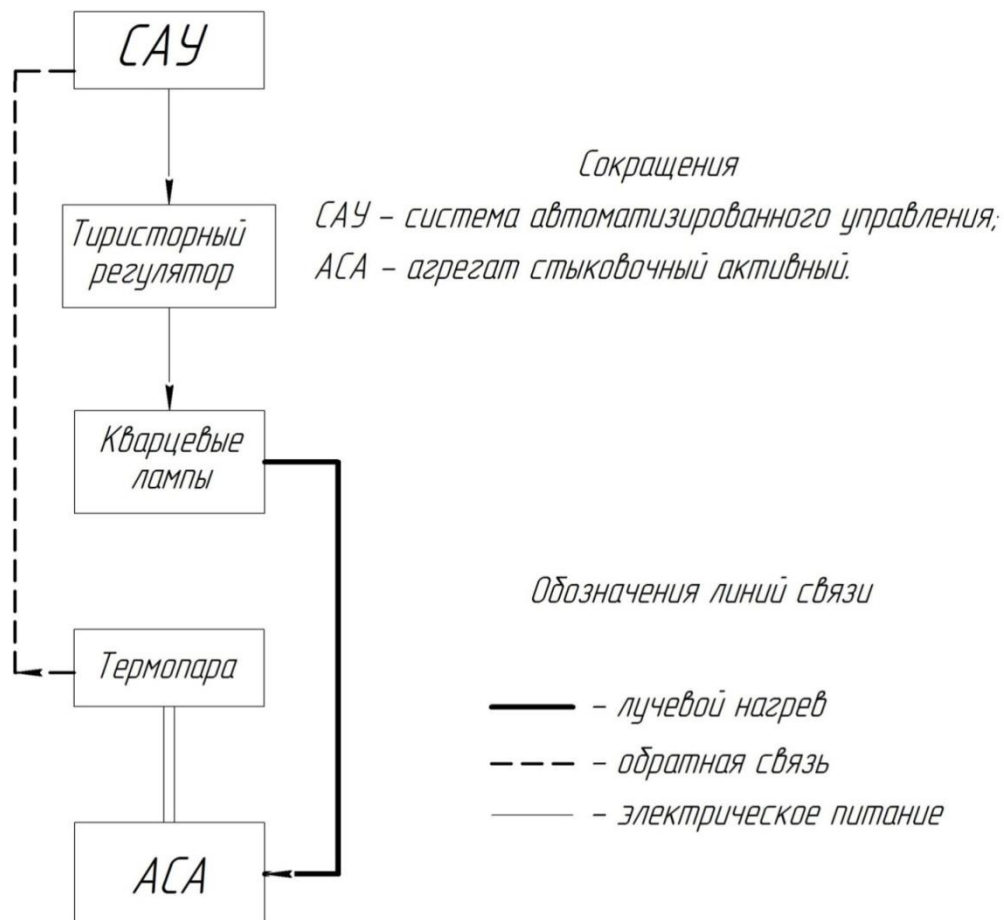 САУ
Тиристорный
регулятор
Кварцевые
лампы
Термопара
АСА
Сокращения
САУ – система автоматизированного управления;
АСА – агрегат стыковочный активный.
Обозначения линий связи
– лучевой нагрев
– обратная связь
– электрическое питание